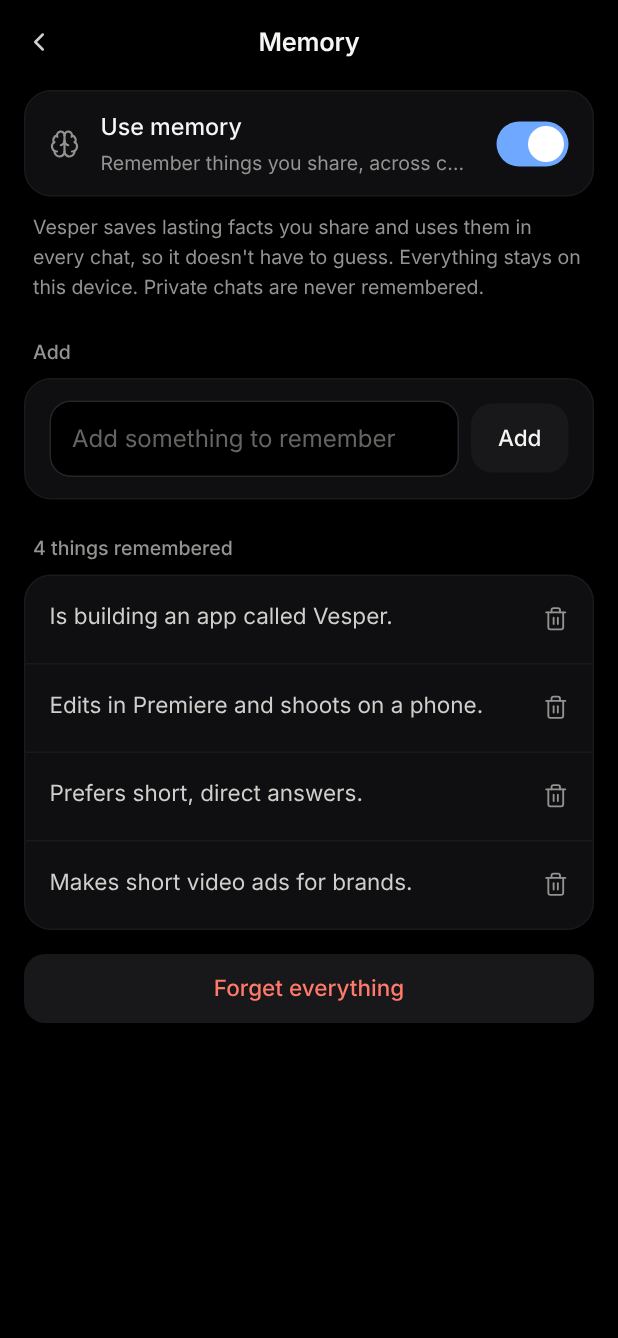 Memory
Use memory
Remember things you share, across c...
Vesper saves lasting facts you share and uses them in
every chat, so it doesn't have to guess. Everything stays on
this device. Private chats are never remembered.
Add
Add something to remember
Add
4 things remembered
Is building an app called Vesper.
Edits in Premiere and shoots on a phone.
Prefers short, direct answers.
Makes short video ads for brands.
Forget everything